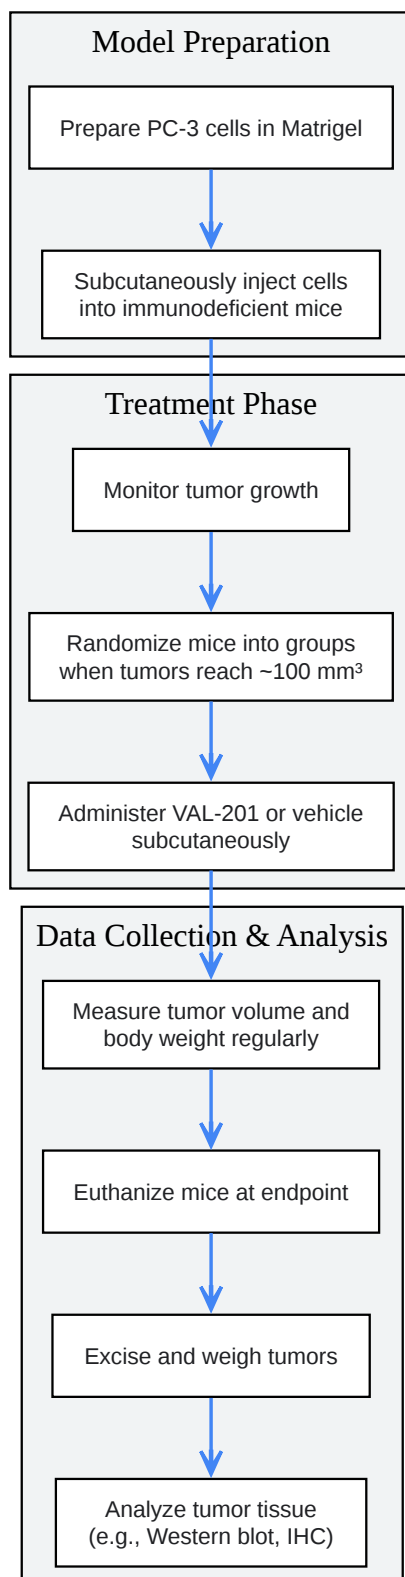 Model Preparation
Prepare PC-3 cells in Matrigel
Subcutaneously inject cells
into immunodeficient mice
Treatment Phase
Monitor tumor growth
Randomize mice into groups
when tumors reach ~100 mm³
Administer VAL-201 or vehicle
subcutaneously
Data Collection & Analysis
Measure tumor volume and
body weight regularly
Euthanize mice at endpoint
Excise and weigh tumors
Analyze tumor tissue
(e.g., Western blot, IHC)